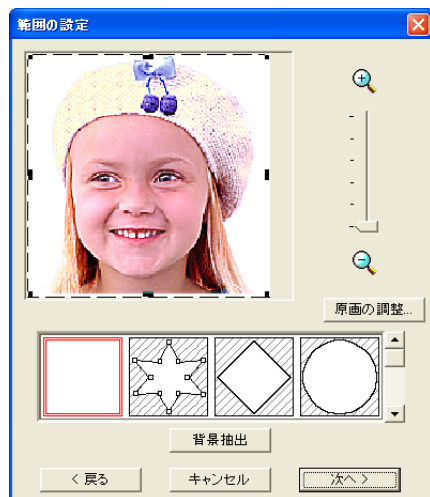 範囲の設定
原画の調整...
背景抽出
< 戻る
キャンセル
次へ >